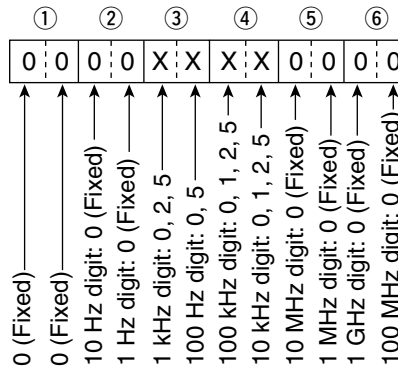 ① ② ③ ④ ⑤ ⑥
0 0 0 0 X X X X 0 0 0 0
0 (Fixed)
0 (Fixed)
10 Hz digit: 0 (Fixed)
1 Hz digit: 0 (Fixed)
1 kHz digit: 0, 2, 5
100 Hz digit: 0, 5
100 kHz digit: 0, 1, 2, 5
10 kHz digit: 0, 1, 2, 5
10 MHz digit: 0 (Fixed)
1 MHz digit: 0 (Fixed)
1 GHz digit: 0 (Fixed)
100 MHz digit: 0 (Fixed)